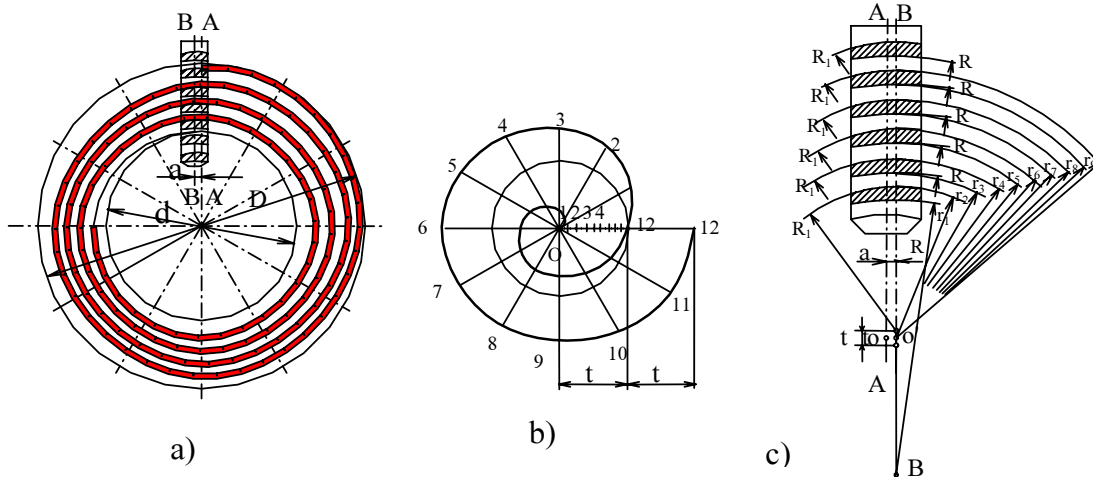 B A
a
B A
d
D
a)
3
4
2
5
1 2 3 4
6
12
12
O
7
11
8
10
9
t
t
b)
A B
R₁
R
R₁
R
R₁
R
R₁
R
R₁
R
R₁
r₁
r₂
r₃
r₄
r₅
r₆
r₇
r₈
a
R
t
o
o
A
B
c)